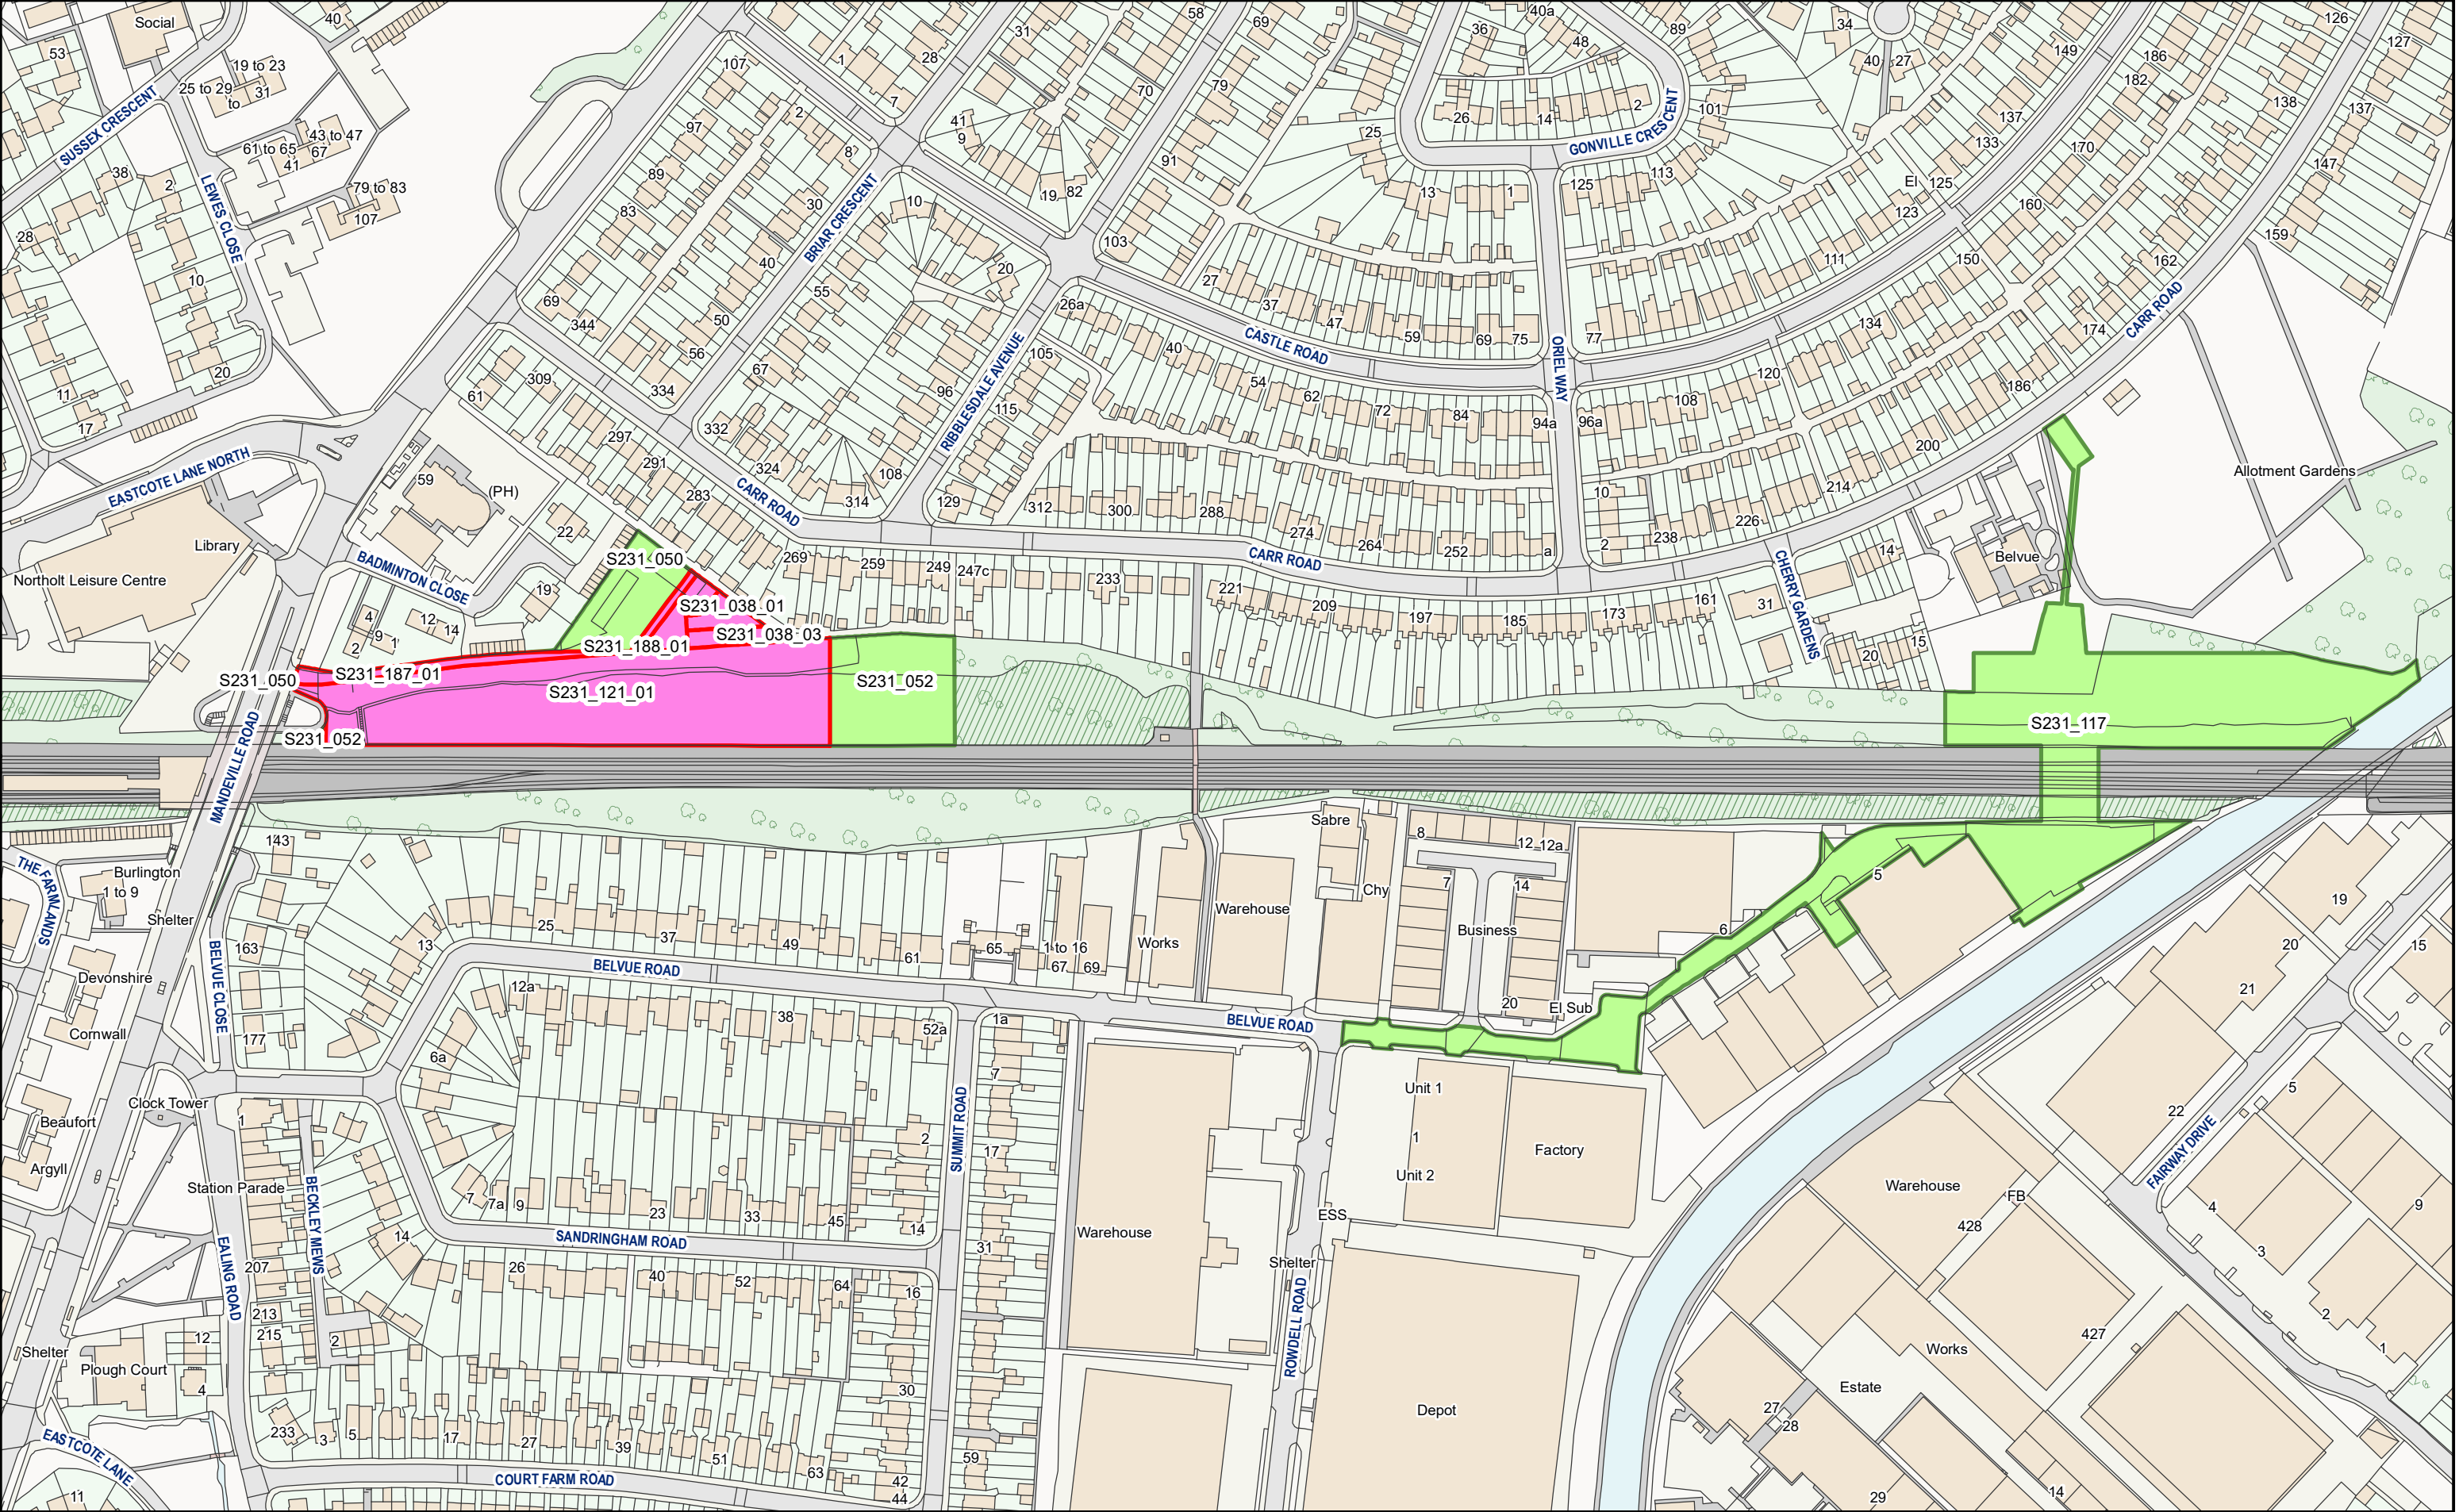 Social
40
53
19 to 23
25 to 29
to
31
43 to 47
61 to 65
67
41
SUSSEX CRESCENT
38
2
LEWES CLOSE
79 to 83
107
28
10
20
11
17
EASTCOTE LANE NORTH
Library
Northolt Leisure Centre
59
(PH)
22
BADMINTON CLOSE
19
4
9
1
12
14
2
107
97
89
83
69
344
2
8
30
40
50
56
334
BRIAR CRESCENT
1
28
7
31
58
70
41
9
19
82
10
20
55
67
332
324
314
108
96
RIBBLESDALE AVENUE
105
115
129
61
309
297
291
283
CARR ROAD
269
259
249
247c
233
69
79
91
103
26a
27
37
47
59
69
75
CASTLE ROAD
40
54
62
72
84
94a
312
300
288
274
264
252
a
CARR ROAD
221
209
197
185
173
161
36
40a
48
89
26
14
2
101
GONVILLE CRESCENT
25
13
1
125
113
ORIEL WAY
77
96a
108
120
134
10
2
238
226
214
200
186
174
162
34
40
27
149
186
182
137
133
170
El
125
123
160
111
150
126
127
138
137
147
159
CARR ROAD
Allotment Gardens
CHERRY GARDENS
14
31
20
15
Belvue
S231_050
S231_038_01
S231_038_03
S231_188_01
S231_187_01
S231_050
S231_121_01
S231_052
S231_052
S231_117
MANDEVILLE ROAD
THE FARMLANDS
Burlington
1 to 9
Shelter
Devonshire
Cornwall
Beaufort
Argyll
Clock Tower
Station Parade
143
163
177
BELVUE CLOSE
13
25
37
49
61
65
1 to 16
67
69
BELVUE ROAD
12a
38
52a
6a
1a
7
SUMMIT ROAD
2
17
7
7a
9
23
33
45
14
SANDRINGHAM ROAD
31
1
BECKLEY MEWS
14
26
40
52
64
16
207
213
215
2
EALING ROAD
12
Shelter
Plough Court
4
233
3
5
17
27
39
51
63
30
42
44
59
EASTCOTE LANE
11
COURT FARM ROAD
Works
Warehouse
Sabre
Chy
8
12
12a
7
14
Business
20
El Sub
6
5
BELVUE ROAD
Unit 1
1
Unit 2
Factory
Warehouse
ESS
Shelter
ROWDELL ROAD
Depot
19
20
21
15
22
5
FAIRWAY DRIVE
4
9
3
2
1
Warehouse
FB
428
427
Works
Estate
27
28
29
14